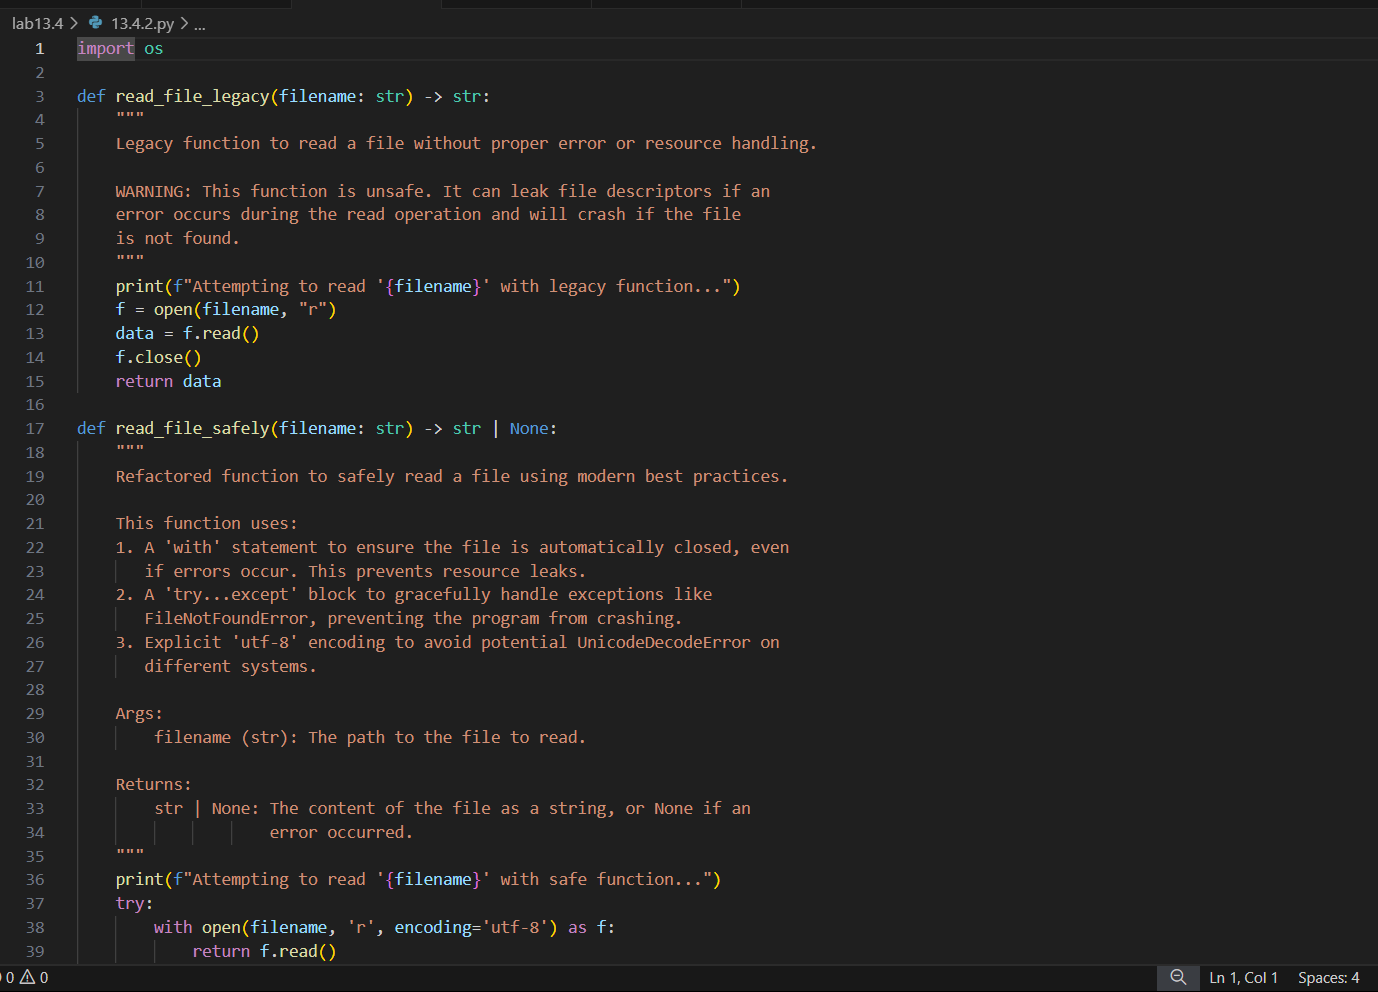 lab13.4 > 13.4.2.py > ...
1 import os
2
3 def read_file_legacy(filename: str) -> str:
4     """
5     Legacy function to read a file without proper error or resource handling.
6
7     WARNING: This function is unsafe. It can leak file descriptors if an
8     error occurs during the read operation and will crash if the file
9     is not found.
10     """
11     print(f"Attempting to read '{filename}' with legacy function...")
12     f = open(filename, "r")
13     data = f.read()
14     f.close()
15     return data
16
17 def read_file_safely(filename: str) -> str | None:
18     """
19     Refactored function to safely read a file using modern best practices.
20
21     This function uses:
22     1. A 'with' statement to ensure the file is automatically closed, even
23        if errors occur. This prevents resource leaks.
24     2. A 'try...except' block to gracefully handle exceptions like
25        FileNotFoundError, preventing the program from crashing.
26     3. Explicit 'utf-8' encoding to avoid potential UnicodeDecodeError on
27        different systems.
28
29     Args:
30         filename (str): The path to the file to read.
31
32     Returns:
33         str | None: The content of the file as a string, or None if an
34                     error occurred.
35     """
36     print(f"Attempting to read '{filename}' with safe function...")
37     try:
38         with open(filename, 'r', encoding='utf-8') as f:
39             return f.read()
0 0 Ln 1, Col 1 Spaces: 4